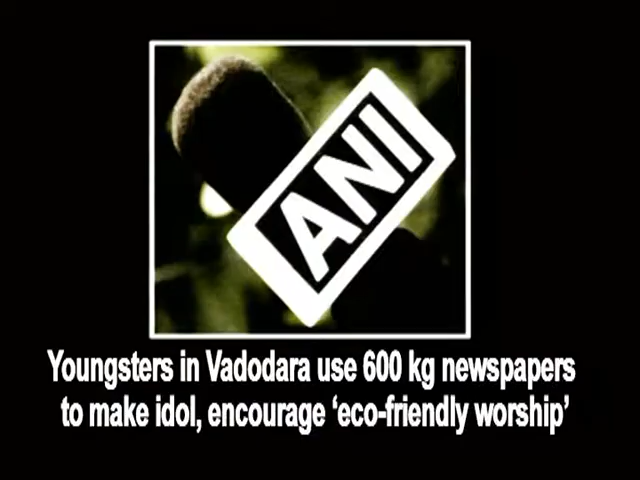 ANI
Youngsters in Vadodara use 600 kg newspapers
to make idol, encourage ‘eco-friendly worship’